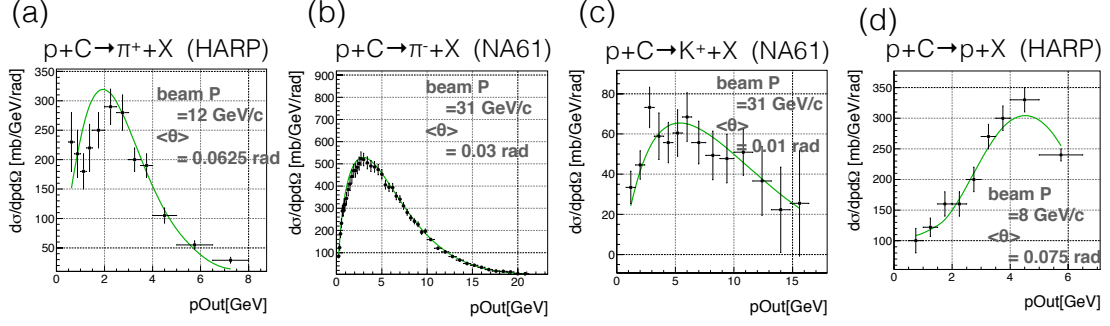 (a)
p+C→π⁺+X (HARP)
dσ/dpdΩ [mb/GeV/rad]
350
300
250
200
150
100
50
beam P
=12 GeV/c
<θ>
= 0.0625 rad
0 2 4 6 8
pOut[GeV]
(b)
p+C→π⁻+X (NA61)
dσ/dpdΩ [mb/GeV/rad]
900
800
700
600
500
400
300
200
100
beam P
=31 GeV/c
<θ>
= 0.03 rad
0 5 10 15 20
pOut[GeV]
(c)
p+C→K⁺+X (NA61)
dσ/dpdΩ [mb/GeV/rad]
100
80
60
40
20
0
beam P
=31 GeV/c
<θ>
= 0.01 rad
0 5 10 15
pOut[GeV]
(d)
p+C→p+X (HARP)
dσ/dpdΩ [mb/GeV/rad]
350
300
250
200
150
100
beam P
=8 GeV/c
<θ>
= 0.075 rad
0 2 4 6
pOut[GeV]